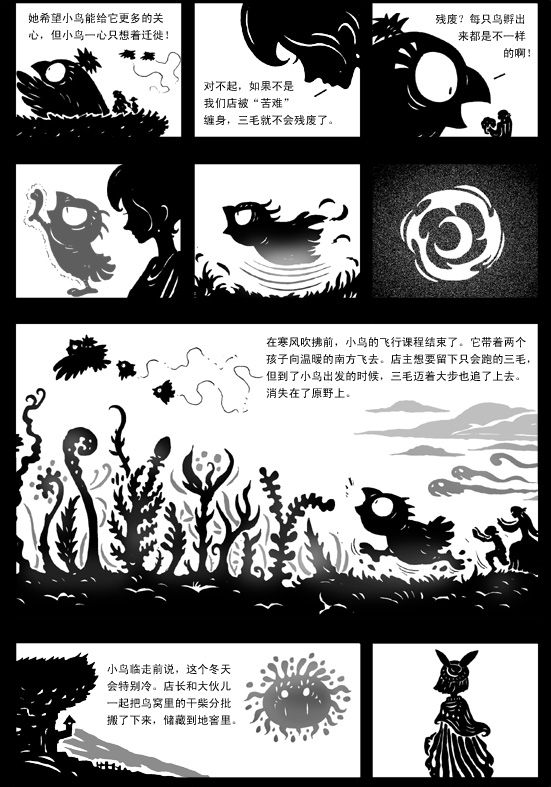 她希望小鸟能给它更多的关
心，但小鸟一心只想着迁徙！
对不起，如果不是
我们店被“苦难”
缠身，三毛就不会残废了。
残废？每只鸟孵出
来都是不一样
的啊！
在寒风吹拂前，小鸟的飞行课程结束了。它带着两个
孩子向温暖的南方飞去。店主想要留下只会跑的三毛，
但到了小鸟出发的时候，三毛迈着大步也追了上去。
消失在了原野上。
小鸟临走前说，这个冬天
会特别冷。店长和大伙儿
一起把鸟窝里的干柴分批
搬了下来，储藏到地窖里。